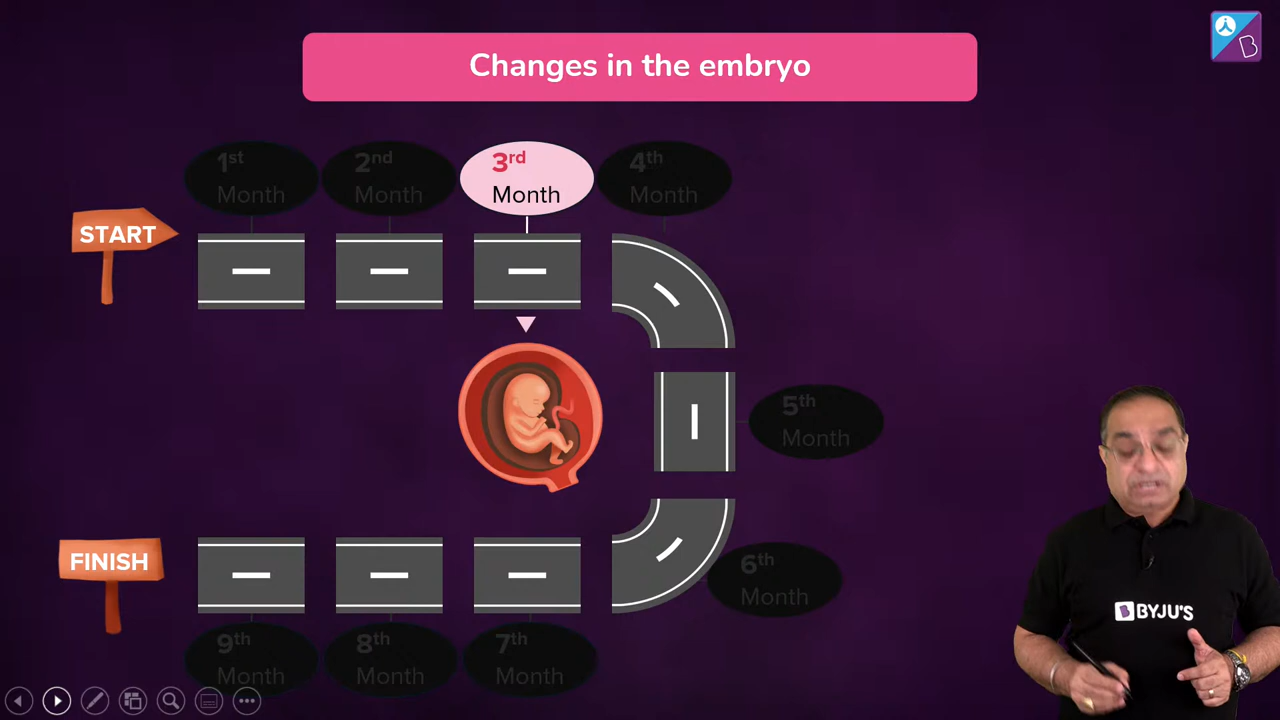 Changes in the embryo
1st
Month
2nd
Month
3rd
Month
4th
Month
START
5th
Month
FINISH
6th
Month
9th
Month
8th
Month
7th
Month
B BYJU'S
B